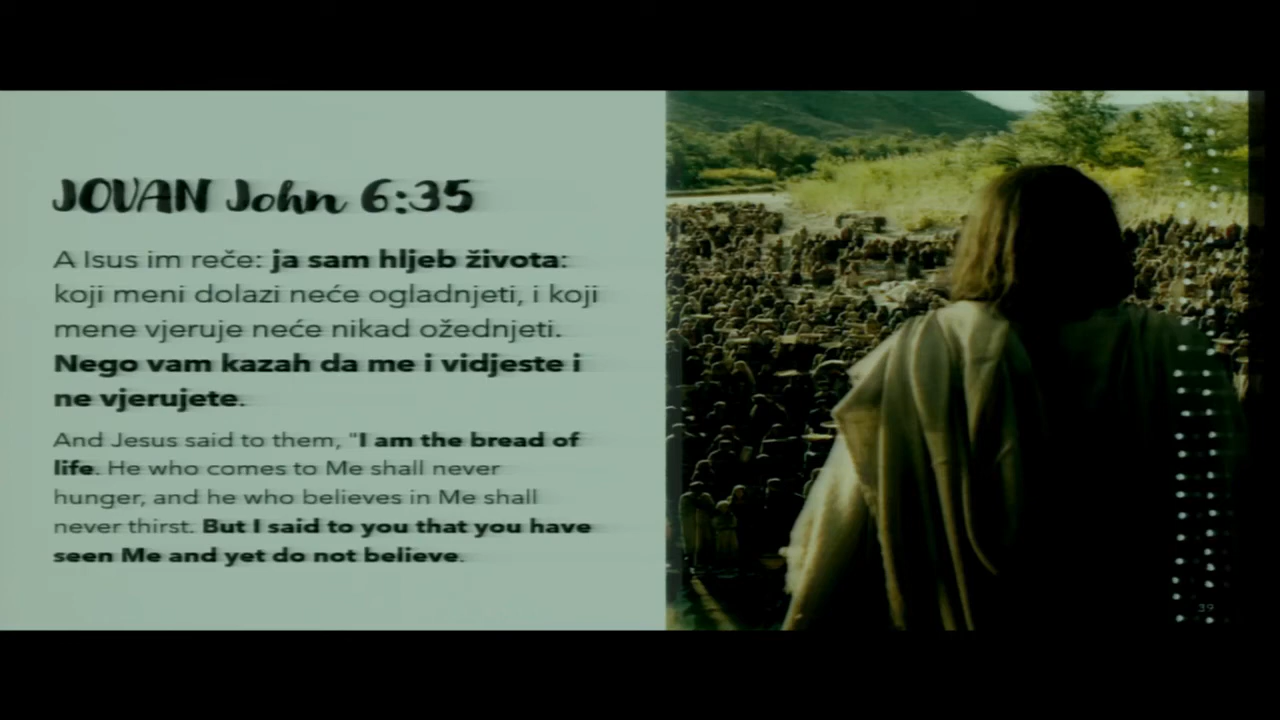 JOVAN John 6:35
A Isus im reče: ja sam hljeb života:
koji meni dolazi neće ogladnjeti, i koji
mene vjeruje neće nikad ožednjeti.
Nego vam kazah da me i vidjeste i
ne vjerujete.
And Jesus said to them, "I am the bread of
life. He who comes to Me shall never
hunger, and he who believes in Me shall
never thirst. But I said to you that you have
seen Me and yet do not believe.
39